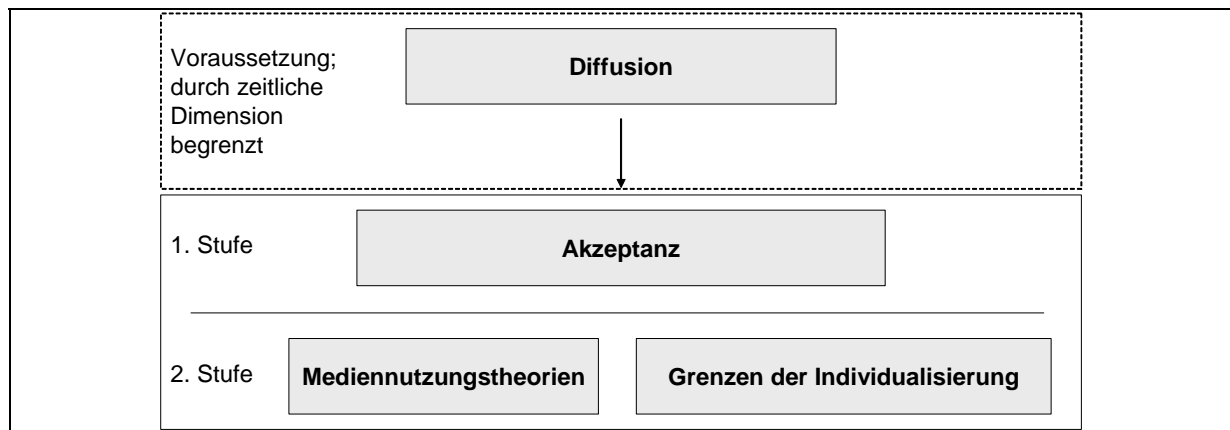 Voraussetzung;
durch zeitliche
Dimension
begrenzt
Diffusion
1. Stufe
Akzeptanz
2. Stufe
Mediennutzungstheorien
Grenzen der Individualisierung